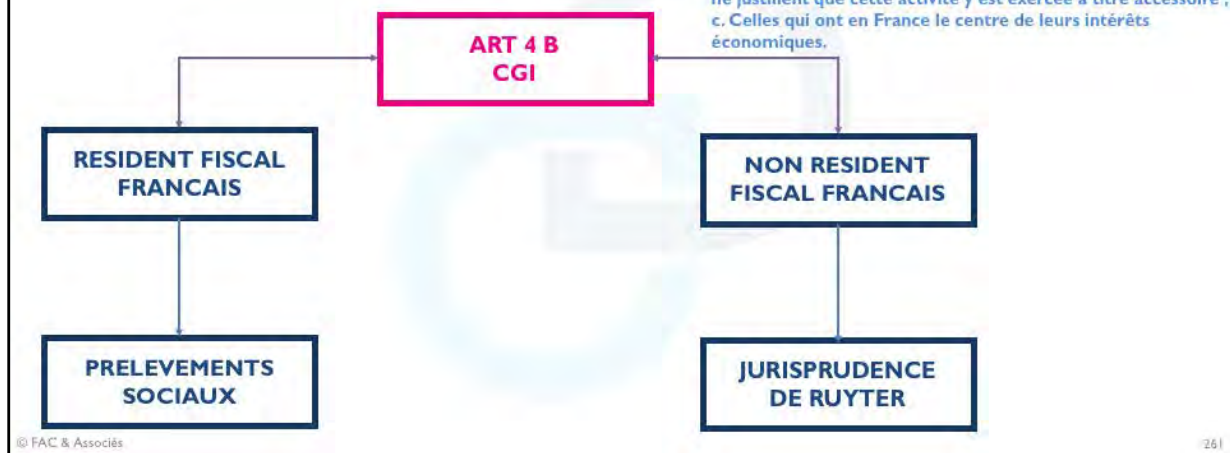 ne justifient que cette activité y est exercée à titre accessoire ;
c. Celles qui ont en France le centre de leurs intérêts
économiques.
ART 4 B
CGI
RESIDENT FISCAL
FRANCAIS
NON RESIDENT
FISCAL FRANCAIS
PRELEVEMENTS
SOCIAUX
JURISPRUDENCE
DE RUYTER
© FAC & Associés
261